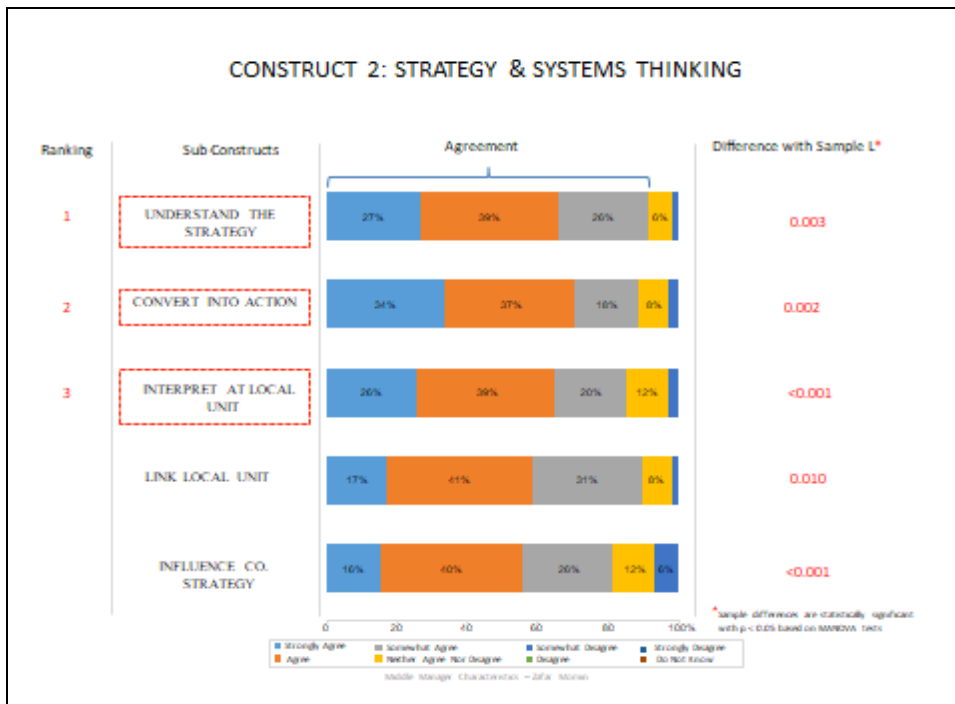 CONSTRUCT 2: STRATEGY & SYSTEMS THINKING
Ranking
Sub Constructs
Agreement
Difference with Sample L*
1
UNDERSTAND THE
STRATEGY
27%
39%
26%
6%
0.003
2
CONVERT INTO ACTION
34%
37%
18%
8%
0.002
3
INTERPRET AT LOCAL
UNIT
26%
39%
20%
12%
<0.001
LINK LOCAL UNIT
17%
41%
31%
8%
0.010
INFLUENCE CO.
STRATEGY
16%
40%
26%
12%
6%
<0.001
0 20 40 60 80 100%
*Sample differences are statistically significant
with p < 0.05 based on MANOVA tests
Strongly Agree Somewhat Agree Somewhat Disagree Strongly Disagree
Agree Neither Agree Nor Disagree Disagree Do Not Know
Middle Manager Characteristics – Zafar